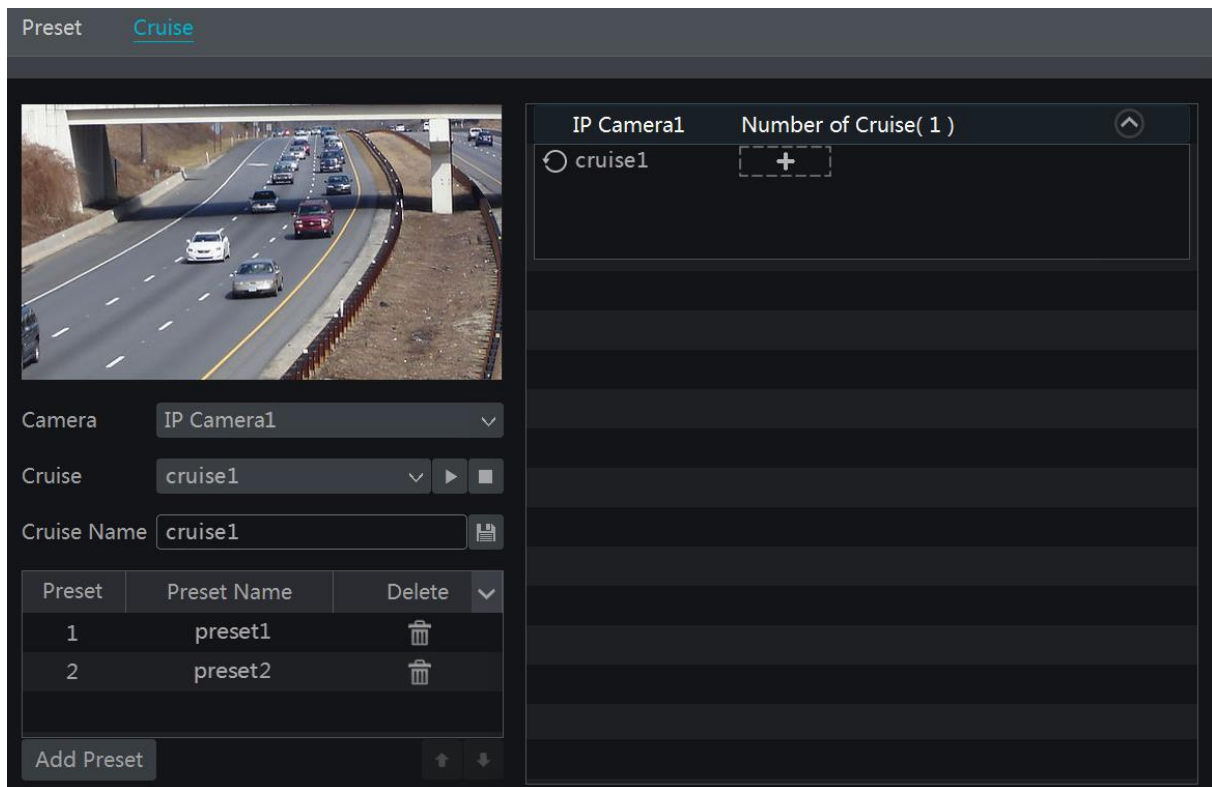 Preset Cruise
IP Camera1 Number of Cruise( 1 )
cruise1 +
Camera IP Camera1
Cruise cruise1
Cruise Name cruise1
Preset Preset Name Delete
1 preset1
2 preset2
Add Preset